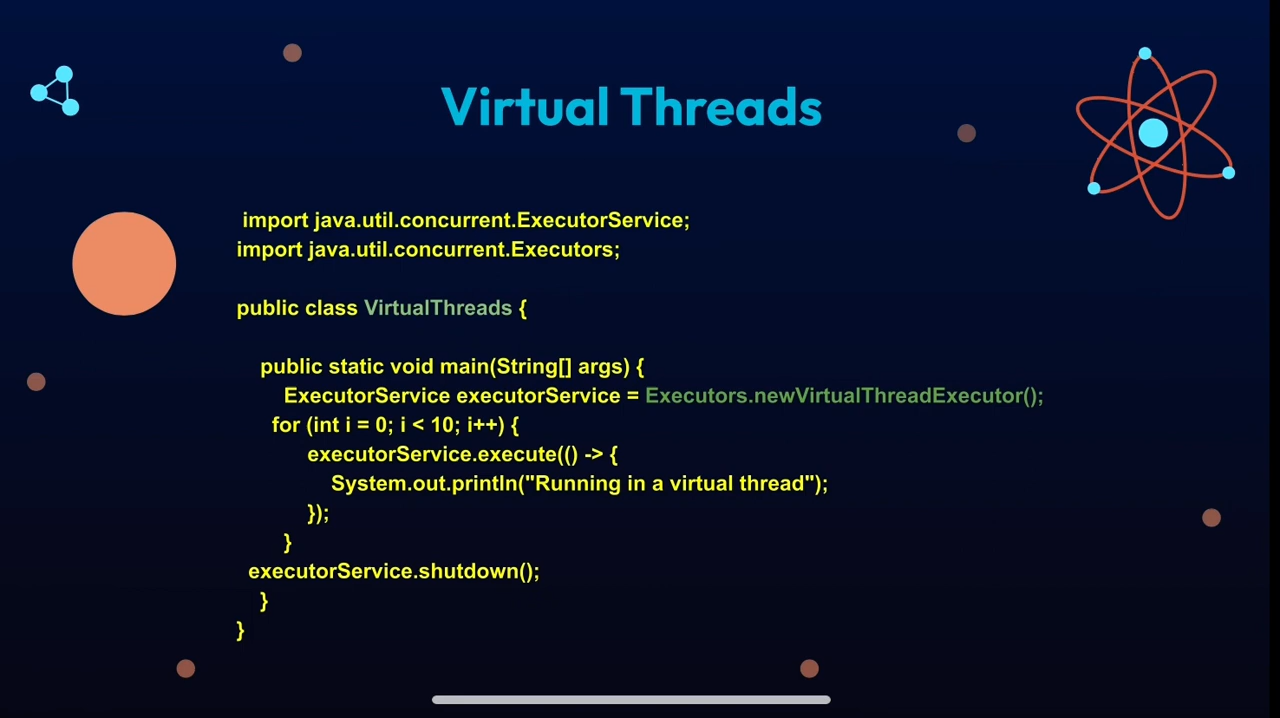 Virtual Threads
import java.util.concurrent.ExecutorService;
import java.util.concurrent.Executors;
public class VirtualThreads {
public static void main(String[] args) {
ExecutorService executorService = Executors.newVirtualThreadExecutor();
for (int i = 0; i < 10; i++) {
executorService.execute(() -> {
System.out.println("Running in a virtual thread");
});
}
executorService.shutdown();
}
}